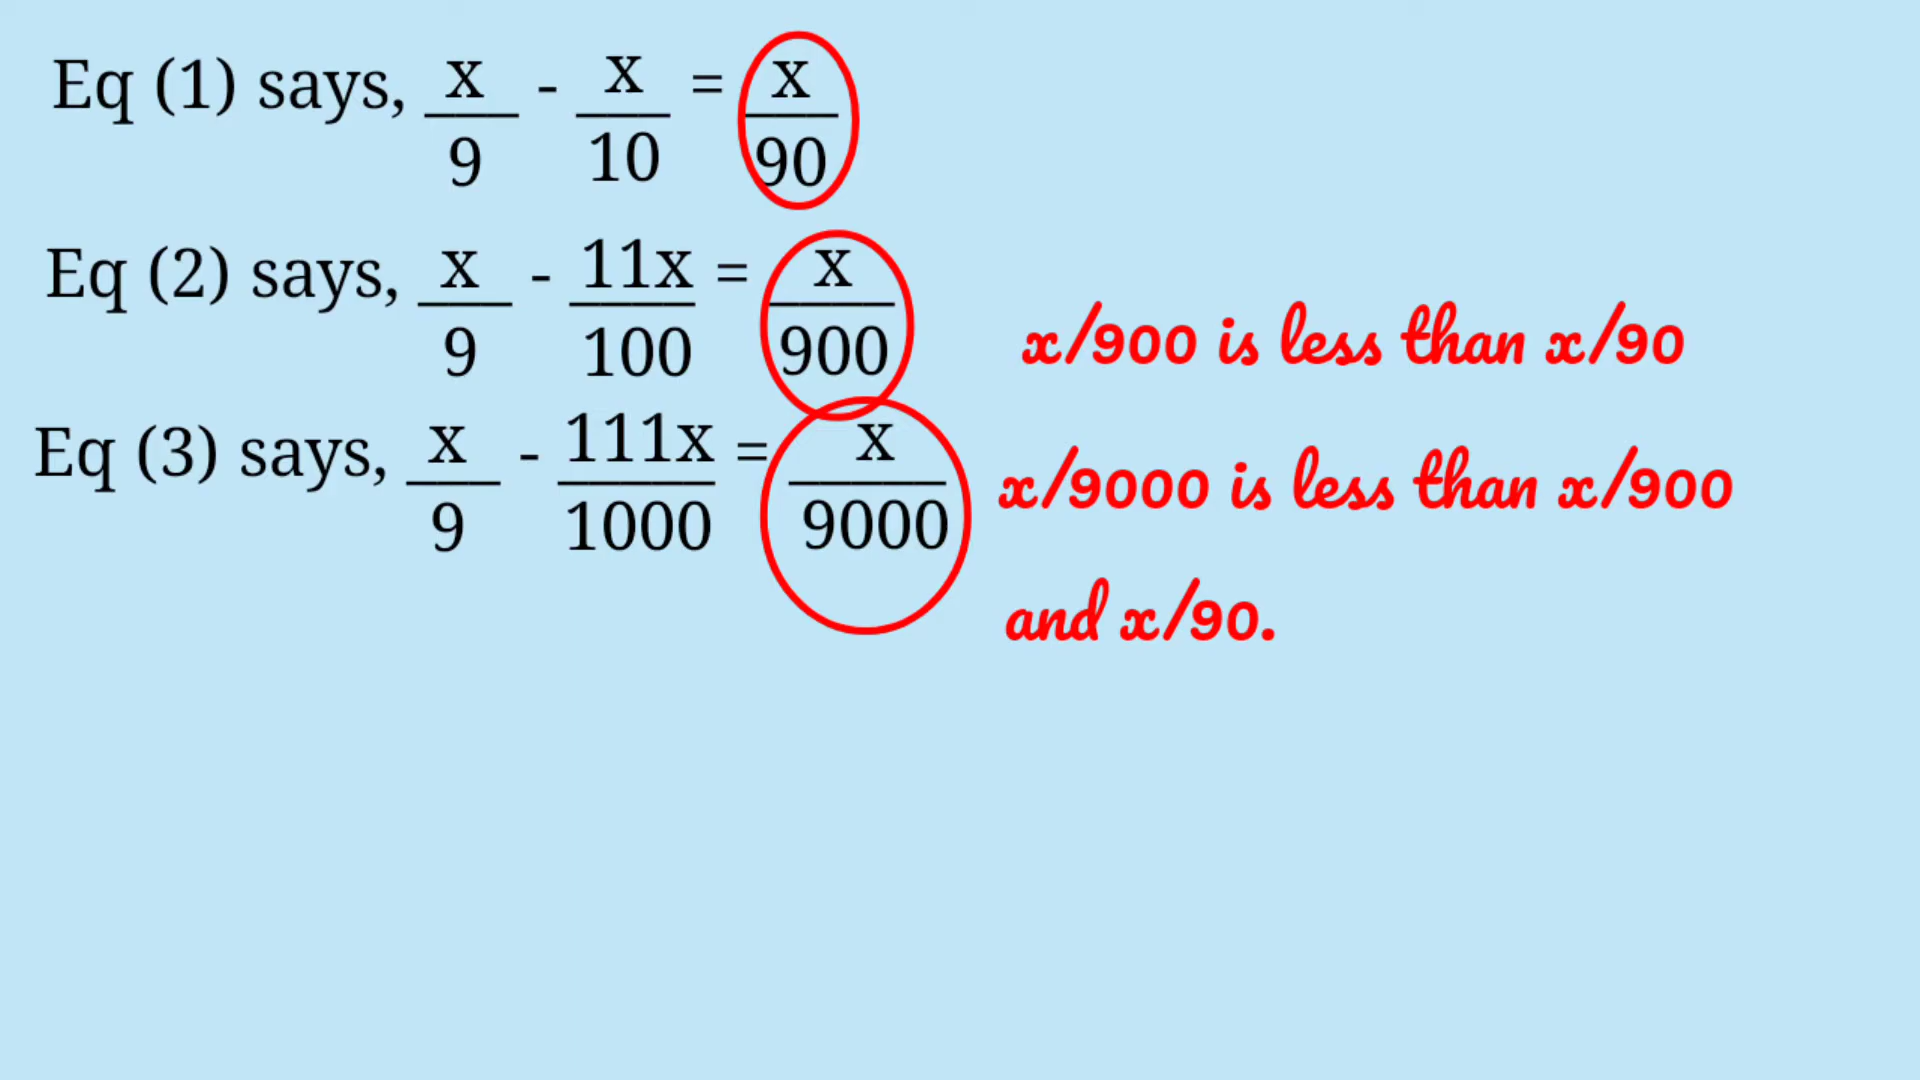 Eq (1) says, x/9 - x/10 = x/90
Eq (2) says, x/9 - 11x/100 = x/900
x/900 is less than x/90
Eq (3) says, x/9 - 111x/1000 = x/9000
x/9000 is less than x/900
and x/90.